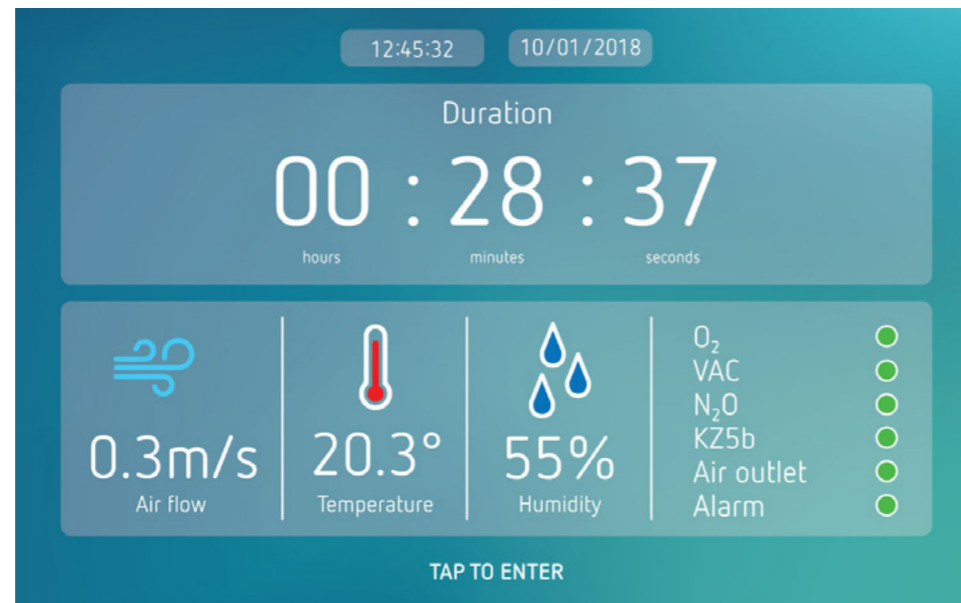 12:45:32 10/01/2018
Duration
00 : 28 : 37
hours minutes seconds
0.3m/s
Air flow
20.3°
Temperature
55%
Humidity
O₂
VAC
N₂O
KZ5b
Air outlet
Alarm
TAP TO ENTER